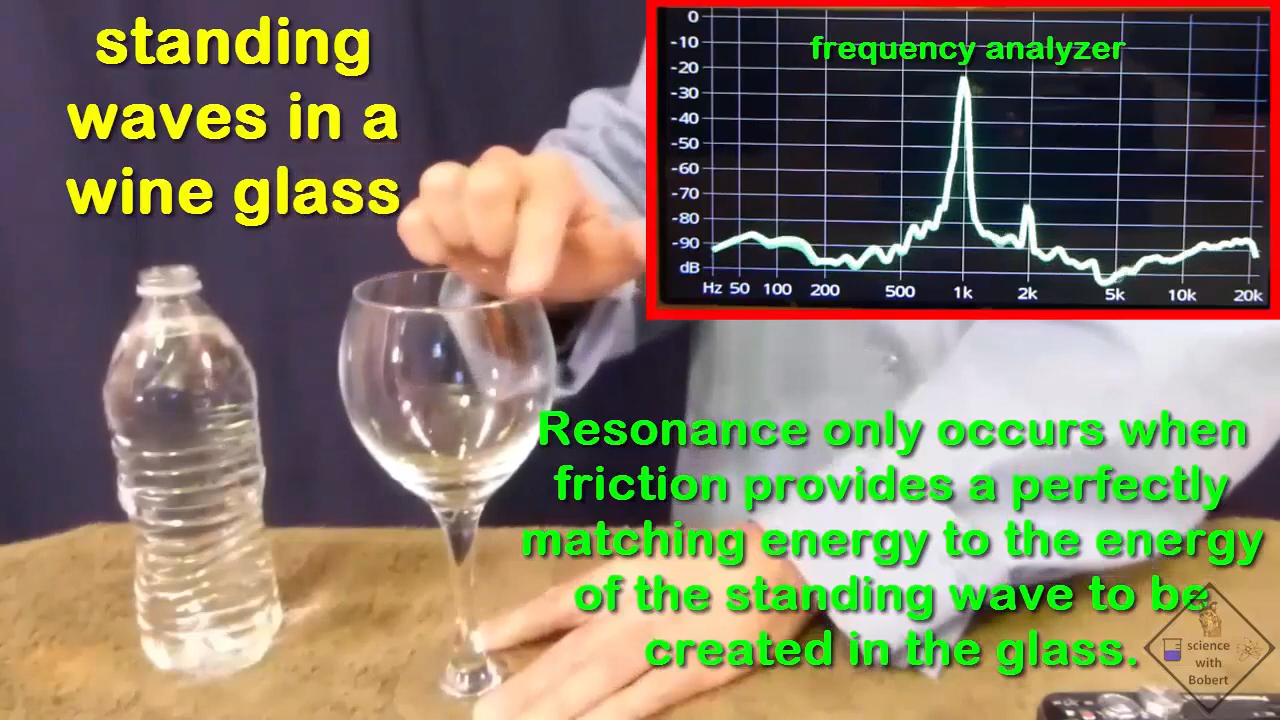 standing
waves in a
wine glass
frequency analyzer
0
-10
-20
-30
-40
-50
-60
-70
-80
-90
dB
Hz 50 100 200 500 1k 2k 5k 10k 20k
Resonance only occurs when
friction provides a perfectly
matching energy to the energy
of the standing wave to be
created in the glass.
science
with
Bobert